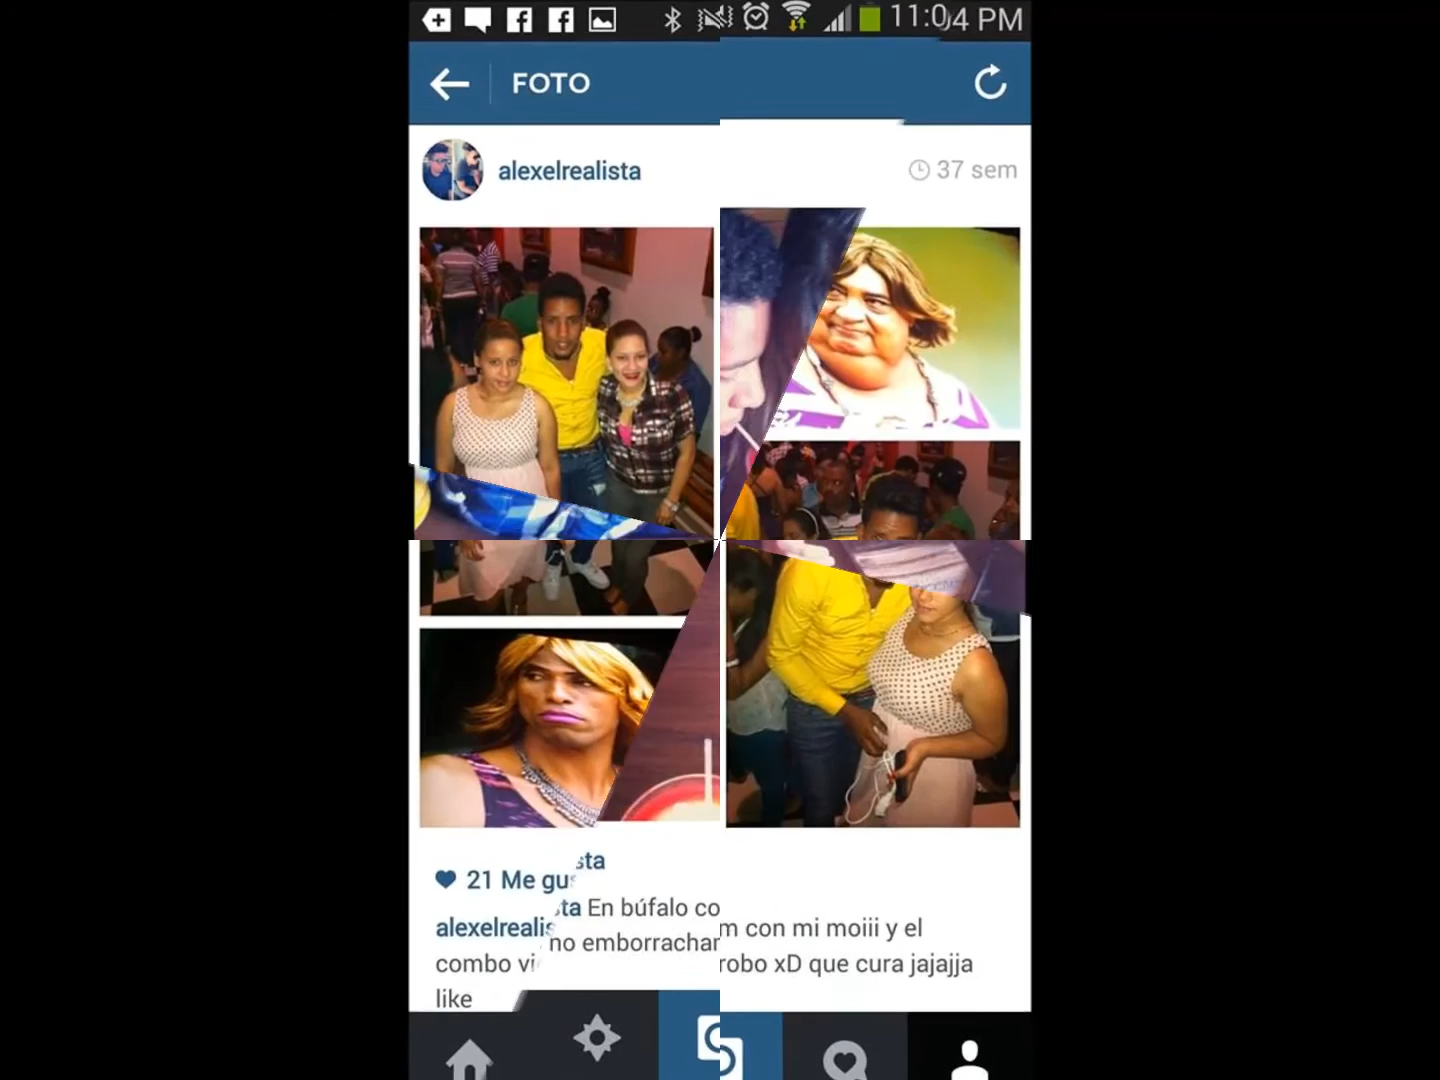 11:04 PM
FOTO
alexelrealista
37 sem
sta
21 Me gu
ta En búfalo co
alexelrealis
m con mi moiii y el
no emborrachar
combo vi
robo xD que cura jajajja
like